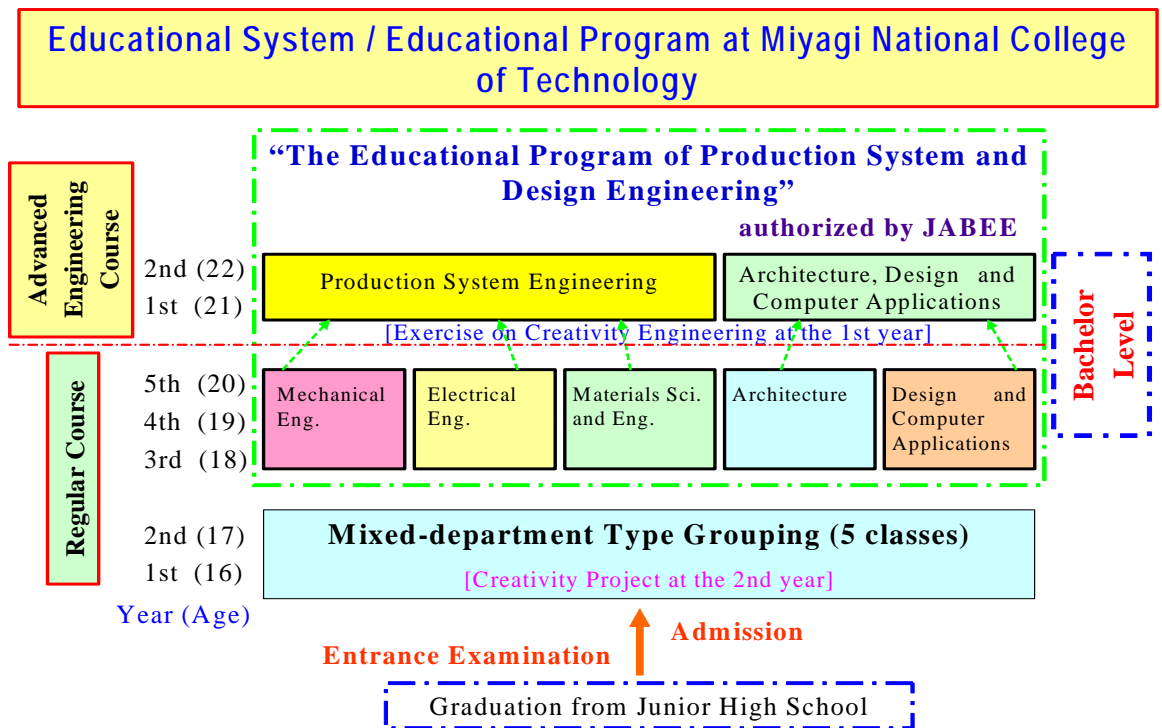 Educational System / Educational Program at Miyagi National College
of Technology
“The Educational Program of Production System and
Design Engineering”
authorized by JABEE
Advanced
Engineering
Course
2nd (22)
1st (21)
Production System Engineering
Architecture, Design and
Computer Applications
[Exercise on Creativity Engineering at the 1st year]
Bachelor
Level
Regular Course
5th (20)
4th (19)
3rd (18)
Mechanical
Eng.
Electrical
Eng.
Materials Sci.
and Eng.
Architecture
Design and
Computer
Applications
2nd (17)
1st (16)
Mixed-department Type Grouping (5 classes)
[Creativity Project at the 2nd year]
Year (Age)
Admission
Entrance Examination
Graduation from Junior High School